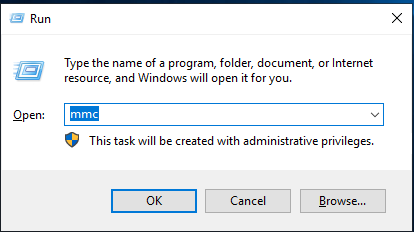 Run
Type the name of a program, folder, document, or Internet
resource, and Windows will open it for you.
Open: mmc
This task will be created with administrative privileges.
OK Cancel Browse...